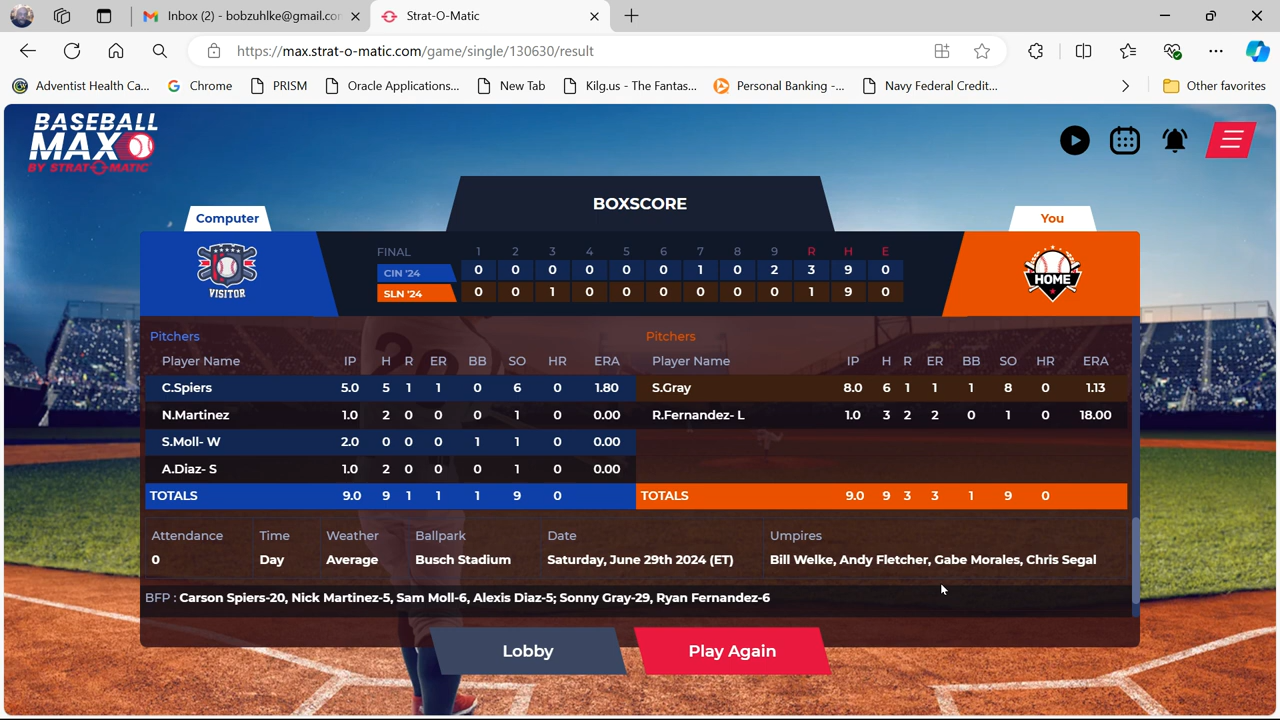 Inbox (2) - bobzuhlke@gmail.cor
Strat-O-Matic
https://max.strat-o-matic.com/game/single/130630/result
Adventist Health Ca...
Chrome
PRISM
Oracle Applications...
New Tab
Kilg.us - The Fantas...
Personal Banking -...
Navy Federal Credit...
Other favorites
BASEBALL
MAX
BY STRAT-O-MATIC
BOXSCORE
Computer
You
VISITOR
HOME
FINAL 1 2 3 4 5 6 7 8 9 R H E
CIN '24 0 0 0 0 0 0 1 0 2 3 9 0
SLN '24 0 0 1 0 0 0 0 0 0 1 9 0
Pitchers
Player Name IP H R ER BB SO HR ERA
C.Spiers 5.0 5 1 1 0 6 0 1.80
N.Martinez 1.0 2 0 0 0 1 0 0.00
S.Moll- W 2.0 0 0 0 1 1 0 0.00
A.Diaz- S 1.0 2 0 0 0 1 0 0.00
TOTALS 9.0 9 1 1 1 9 0
Pitchers
Player Name IP H R ER BB SO HR ERA
S.Gray 8.0 6 1 1 1 8 0 1.13
R.Fernandez- L 1.0 3 2 2 0 1 0 18.00
TOTALS 9.0 9 3 3 1 9 0
Attendance Time Weather Ballpark Date Umpires
0 Day Average Busch Stadium Saturday, June 29th 2024 (ET) Bill Welke, Andy Fletcher, Gabe Morales, Chris Segal
BFP : Carson Spiers-20, Nick Martinez-5, Sam Moll-6, Alexis Diaz-5; Sonny Gray-29, Ryan Fernandez-6
Lobby
Play Again